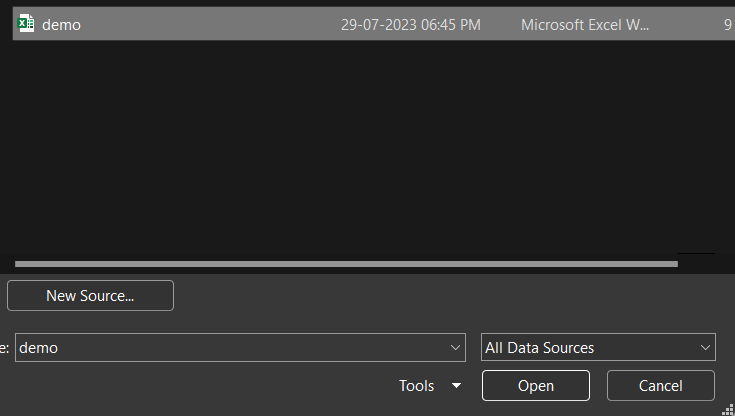 demo 29-07-2023 06:45 PM Microsoft Excel W... 9
New Source...
e: demo All Data Sources
Tools Open Cancel